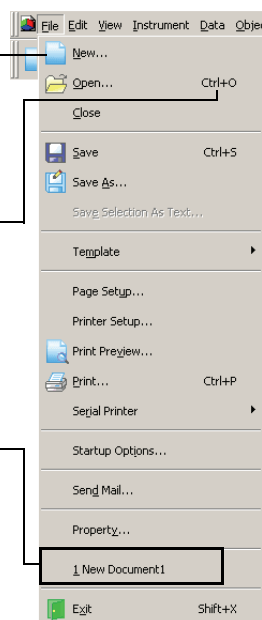 File Edit View Instrument Data Objec
New...
Open... Ctrl+O
Close
Save Ctrl+S
Save As...
Save Selection As Text...
Template
Page Setup...
Printer Setup...
Print Preview...
Print... Ctrl+P
Serial Printer
Startup Options...
Send Mail...
Property...
1 New Document1
Exit Shift+X